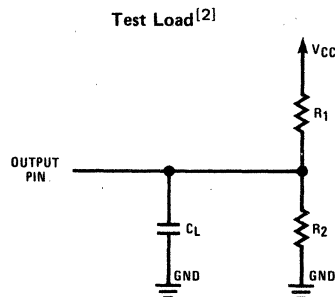 Test Load[2]
VCC
R1
OUTPUT
PIN
CL
R2
GND
GND